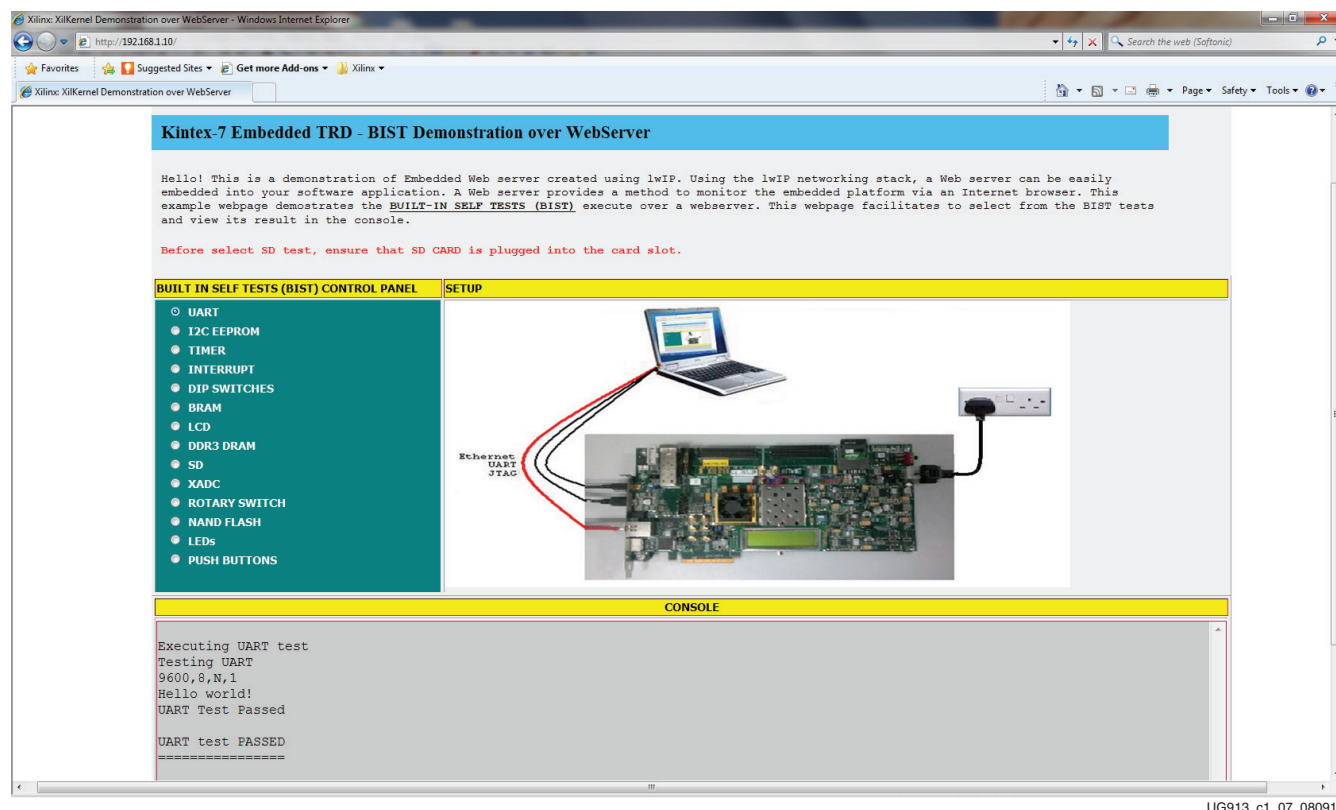 Xilinx: XilKernel Demonstration over WebServer - Windows Internet Explorer
http://192.168.1.10/
Search the web (Softonic)
Favorites Suggested Sites Get more Add-ons Xilinx
Xilinx: XilKernel Demonstration over WebServer
Page Safety Tools
Kintex-7 Embedded TRD - BIST Demonstration over WebServer
Hello! This is a demonstration of Embedded Web server created using lwIP. Using the lwIP networking stack, a Web server can be easily
embedded into your software application. A Web server provides a method to monitor the embedded platform via an Internet browser. This
example webpage demostrates the BUILT-IN SELF TESTS (BIST) execute over a webserver. This webpage facilitates to select from the BIST tests
and view its result in the console.
Before select SD test, ensure that SD CARD is plugged into the card slot.
BUILT IN SELF TESTS (BIST) CONTROL PANEL
UART
I2C EEPROM
TIMER
INTERRUPT
DIP SWITCHES
BRAM
LCD
DDR3 DRAM
SD
XADC
ROTARY SWITCH
NAND FLASH
LEDs
PUSH BUTTONS
SETUP
Ethernet
UART
JTAG
CONSOLE
Executing UART test
Testing UART
9600,8,N,1
Hello world!
UART Test Passed
UART test PASSED
================
UG913_c1_07_08091